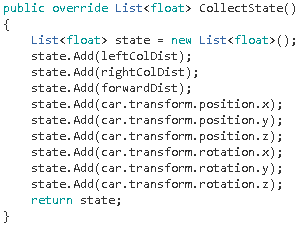 public override List<float> CollectState()
{
    List<float> state = new List<float>();
    state.Add(leftColDist);
    state.Add(rightColDist);
    state.Add(forwardDist);
    state.Add(car.transform.position.x);
    state.Add(car.transform.position.y);
    state.Add(car.transform.position.z);
    state.Add(car.transform.rotation.x);
    state.Add(car.transform.rotation.y);
    state.Add(car.transform.rotation.z);
    return state;
}